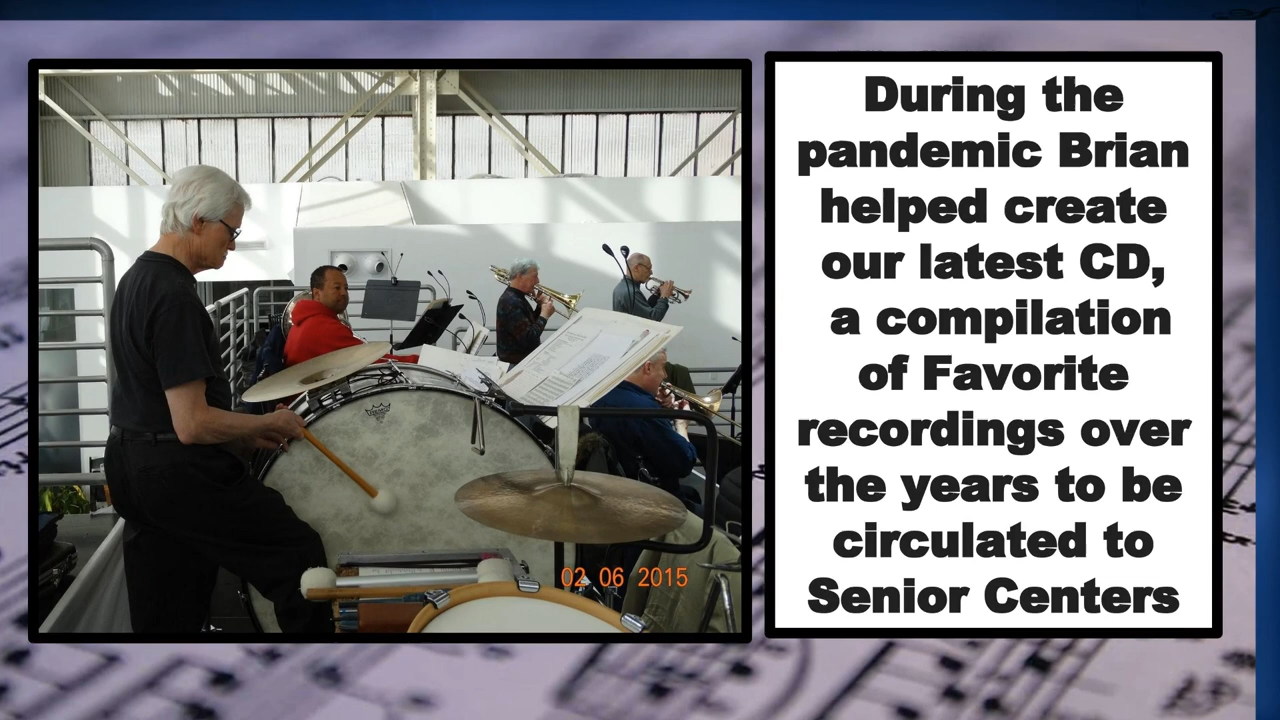 During the
pandemic Brian
helped create
our latest CD,
a compilation
of Favorite
recordings over
the years to be
circulated to
Senior Centers
02 06 2015